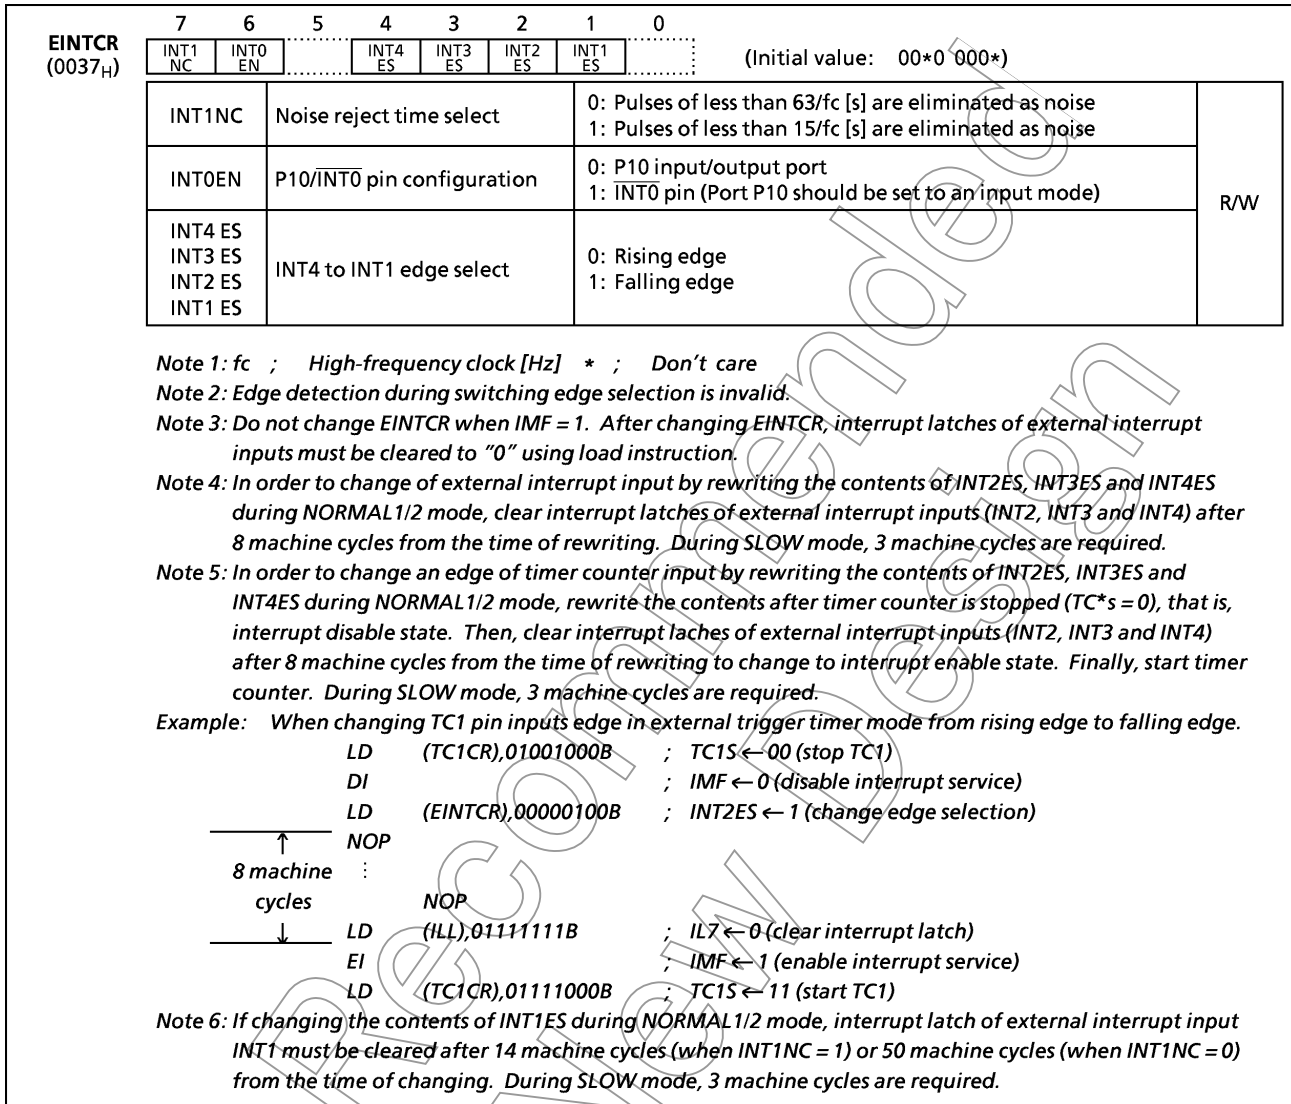 7 6 5 4 3 2 1 0
EINTCR
(0037H)
INT1 NC INT0 EN INT4 ES INT3 ES INT2 ES INT1 ES
(Initial value: 00*0 000*)
INT1NC Noise reject time select 0: Pulses of less than 63/fc [s] are eliminated as noise
1: Pulses of less than 15/fc [s] are eliminated as noise
INT0EN P10/INT0 pin configuration 0: P10 input/output port
1: INT0 pin (Port P10 should be set to an input mode)
R/W
INT4 ES
INT3 ES
INT2 ES
INT1 ES
INT4 to INT1 edge select
0: Rising edge
1: Falling edge
Note 1: fc ; High-frequency clock [Hz] * ; Don't care
Note 2: Edge detection during switching edge selection is invalid.
Note 3: Do not change EINTCR when IMF = 1. After changing EINTCR, interrupt latches of external interrupt
inputs must be cleared to "0" using load instruction.
Note 4: In order to change of external interrupt input by rewriting the contents of INT2ES, INT3ES and INT4ES
during NORMAL1/2 mode, clear interrupt latches of external interrupt inputs (INT2, INT3 and INT4) after
8 machine cycles from the time of rewriting. During SLOW mode, 3 machine cycles are required.
Note 5: In order to change an edge of timer counter input by rewriting the contents of INT2ES, INT3ES and
INT4ES during NORMAL1/2 mode, rewrite the contents after timer counter is stopped (TC*s = 0), that is,
interrupt disable state. Then, clear interrupt laches of external interrupt inputs (INT2, INT3 and INT4)
after 8 machine cycles from the time of rewriting to change to interrupt enable state. Finally, start timer
counter. During SLOW mode, 3 machine cycles are required.
Example: When changing TC1 pin inputs edge in external trigger timer mode from rising edge to falling edge.
LD (TC1CR),01001000B ; TC1S ← 00 (stop TC1)
DI ; IMF ← 0 (disable interrupt service)
LD (EINTCR),00000100B ; INT2ES ← 1 (change edge selection)
↑ NOP
8 machine ⋮
cycles NOP
↓ LD (ILL),01111111B ; IL7 ← 0 (clear interrupt latch)
EI ; IMF ← 1 (enable interrupt service)
LD (TC1CR),01111000B ; TC1S ← 11 (start TC1)
Note 6: If changing the contents of INT1ES during NORMAL1/2 mode, interrupt latch of external interrupt input
INT1 must be cleared after 14 machine cycles (when INT1NC = 1) or 50 machine cycles (when INT1NC = 0)
from the time of changing. During SLOW mode, 3 machine cycles are required.
Recommended
New Design